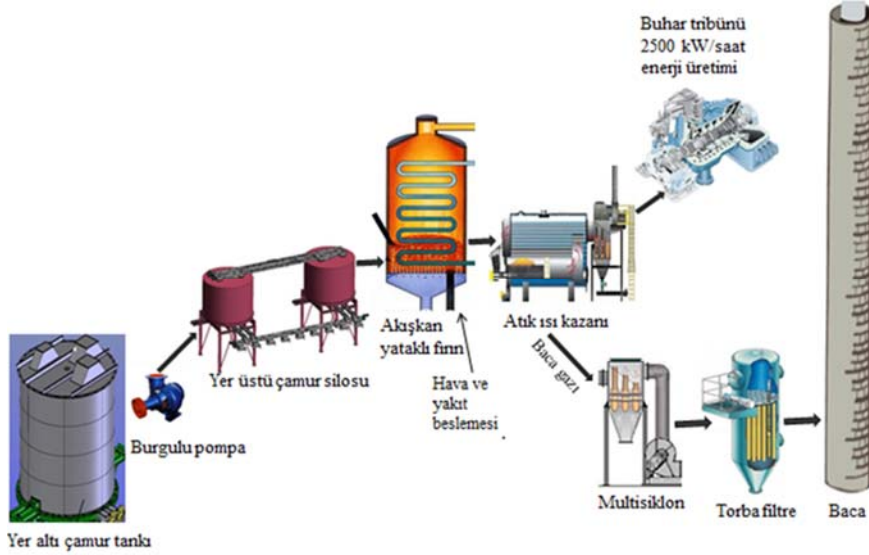 Buhar tribünü
2500 kW/saat
enerji üretimi
Yer altı çamur tankı
Burgulu pompa
Yer üstü çamur silosu
Akışkan
yataklı fırın
Hava ve
yakıt
beslemesi
Atık ısı kazanı
Baca gazı
Multisiklon
Torba filtre
Baca